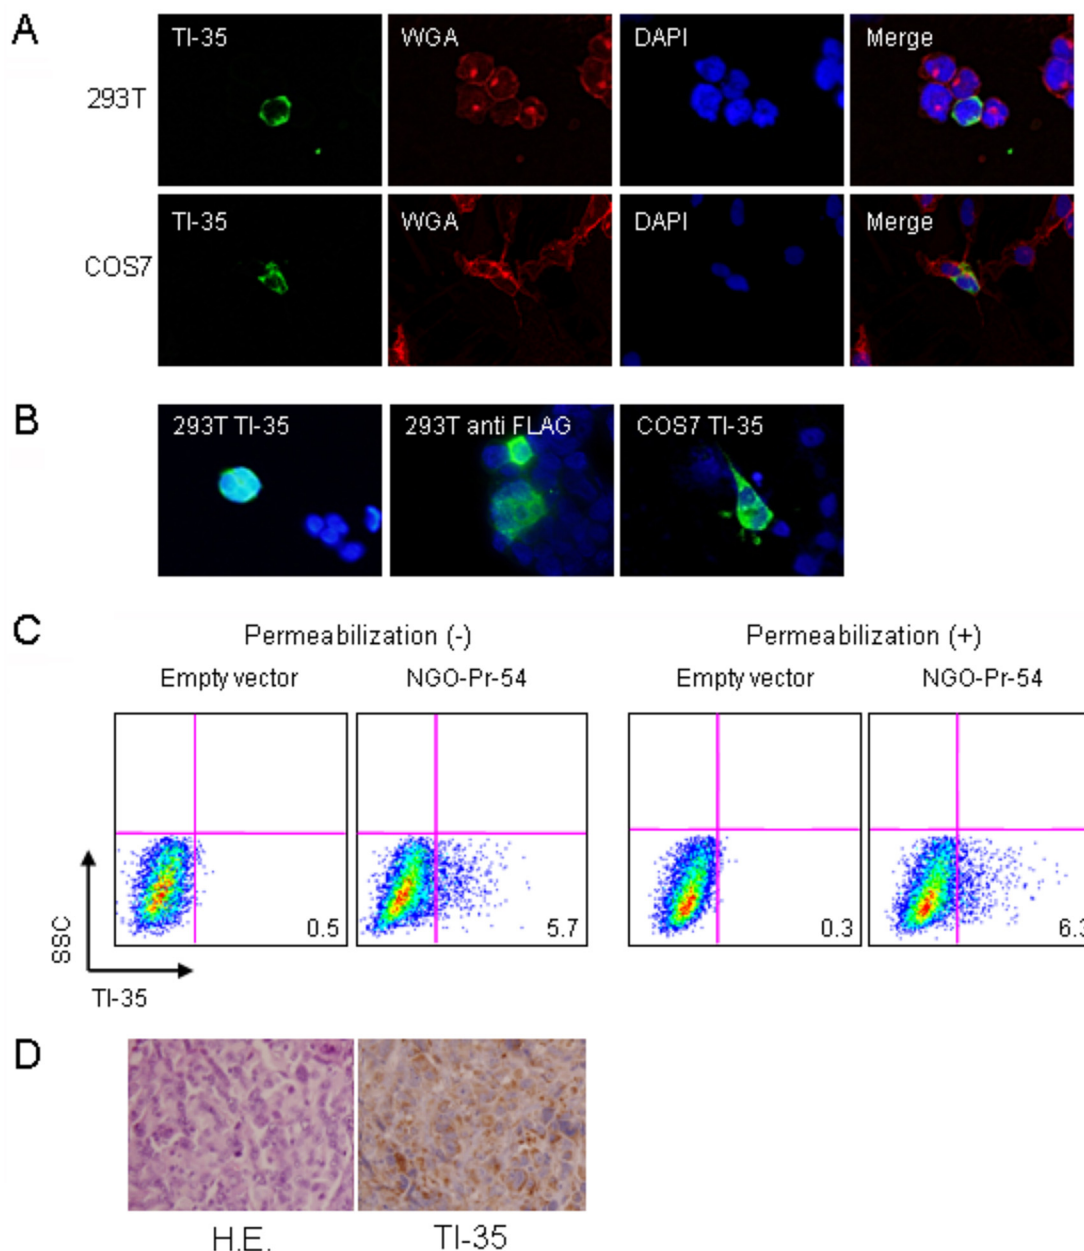 A
TI-35 WGA DAPI Merge
293T
TI-35 WGA DAPI Merge
COS7
B
293T TI-35 293T anti FLAG COS7 TI-35
C
Permeabilization (-) Permeabilization (+)
Empty vector NGO-Pr-54 Empty vector NGO-Pr-54
0.5 5.7 0.3 6.3
SSC
TI-35
D
H.E. TI-35